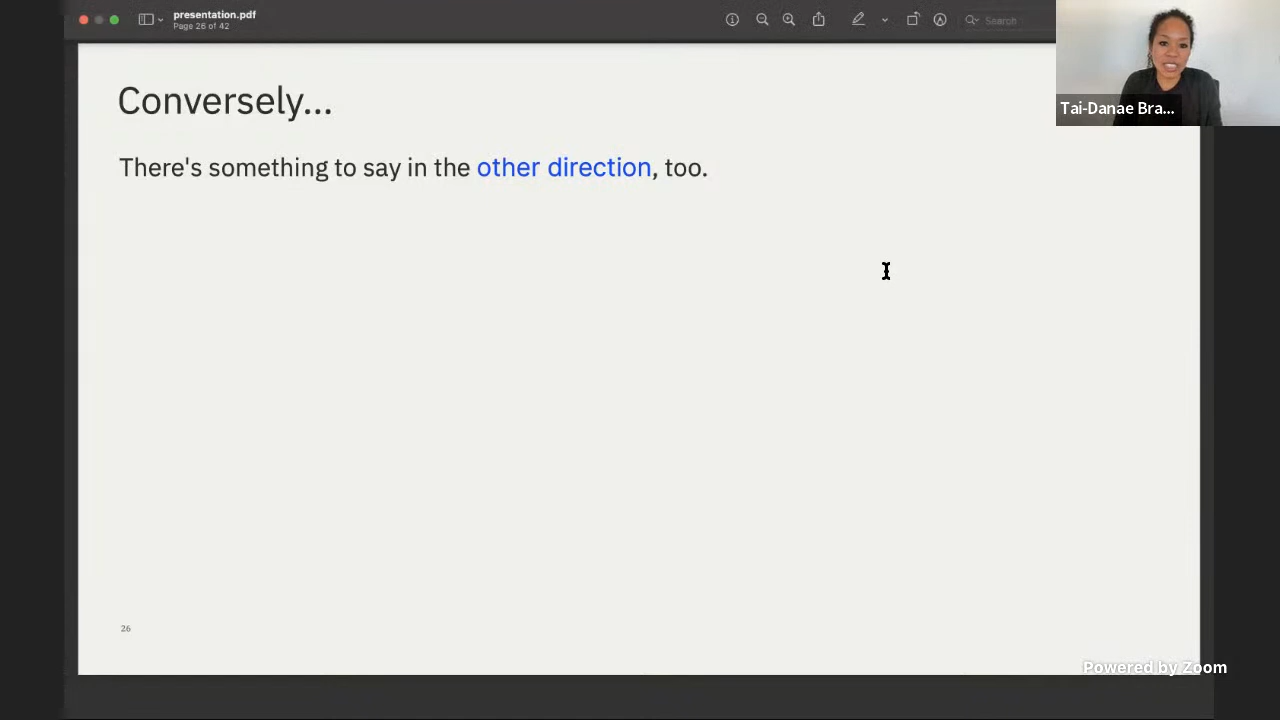 presentation.pdf
Page 26 of 42
Search
Tai-Danae Bra...
Conversely...
There's something to say in the other direction, too.
26
Powered by Zoom